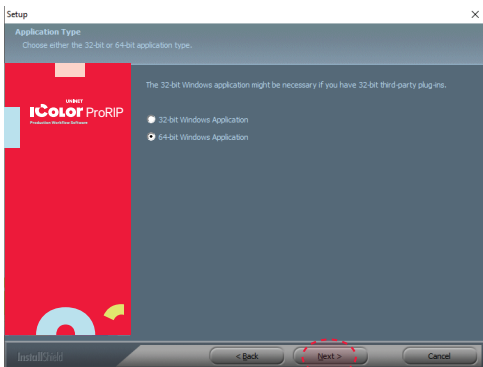 Setup
Application Type
Choose either the 32-bit or 64-bit application type.
The 32-bit Windows application might be necessary if you have 32-bit third-party plug-ins.
UNINET
IColor ProRIP
Production Workflow Software
32-bit Windows Application
64-bit Windows Application
InstallShield
< Back
Next >
Cancel